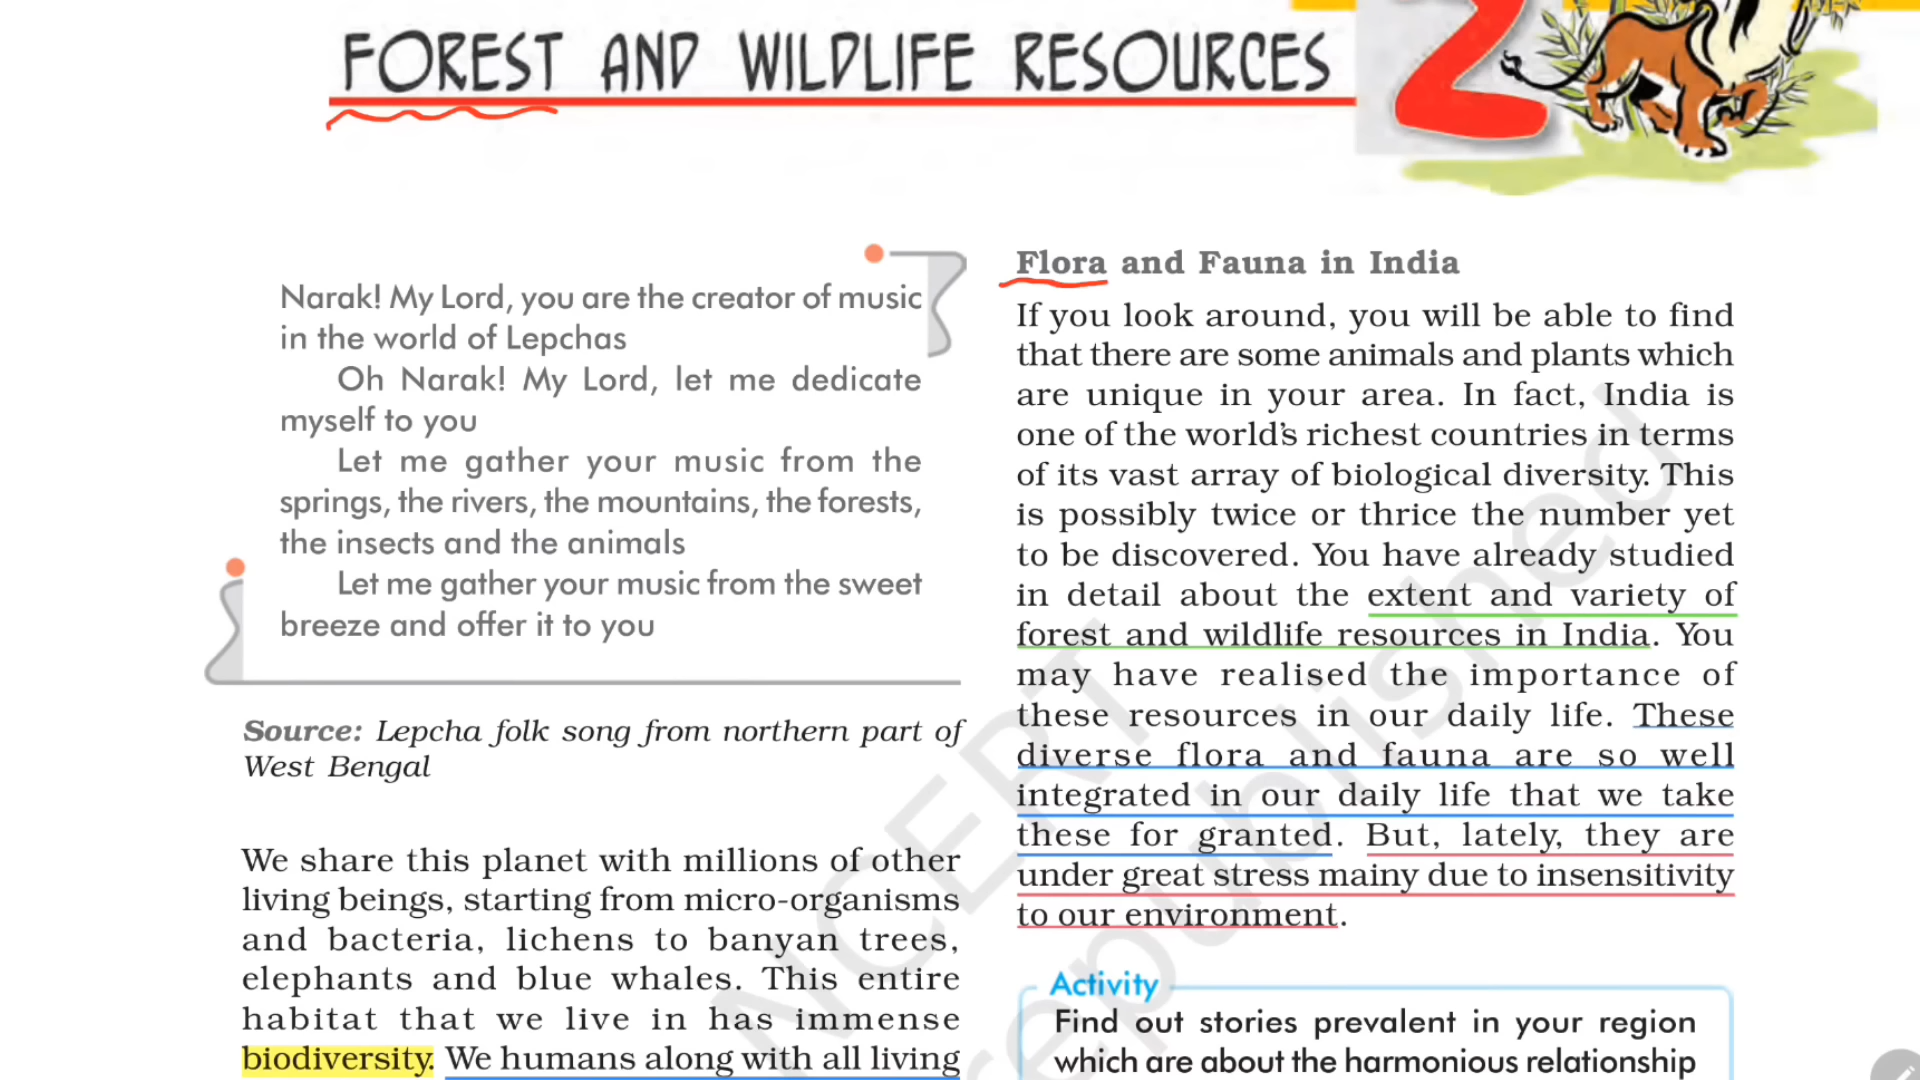 FOREST AND WILDLIFE RESOURCES
2
Narak! My Lord, you are the creator of music
in the world of Lepchas
Oh Narak! My Lord, let me dedicate
myself to you
Let me gather your music from the
springs, the rivers, the mountains, the forests,
the insects and the animals
Let me gather your music from the sweet
breeze and offer it to you
Source: Lepcha folk song from northern part of
West Bengal
We share this planet with millions of other
living beings, starting from micro-organisms
and bacteria, lichens to banyan trees,
elephants and blue whales. This entire
habitat that we live in has immense
biodiversity. We humans along with all living
Flora and Fauna in India
If you look around, you will be able to find
that there are some animals and plants which
are unique in your area. In fact, India is
one of the world's richest countries in terms
of its vast array of biological diversity. This
is possibly twice or thrice the number yet
to be discovered. You have already studied
in detail about the extent and variety of
forest and wildlife resources in India. You
may have realised the importance of
these resources in our daily life. These
diverse flora and fauna are so well
integrated in our daily life that we take
these for granted. But, lately, they are
under great stress mainy due to insensitivity
to our environment.
Activity
Find out stories prevalent in your region
which are about the harmonious relationship
NCERT
republished